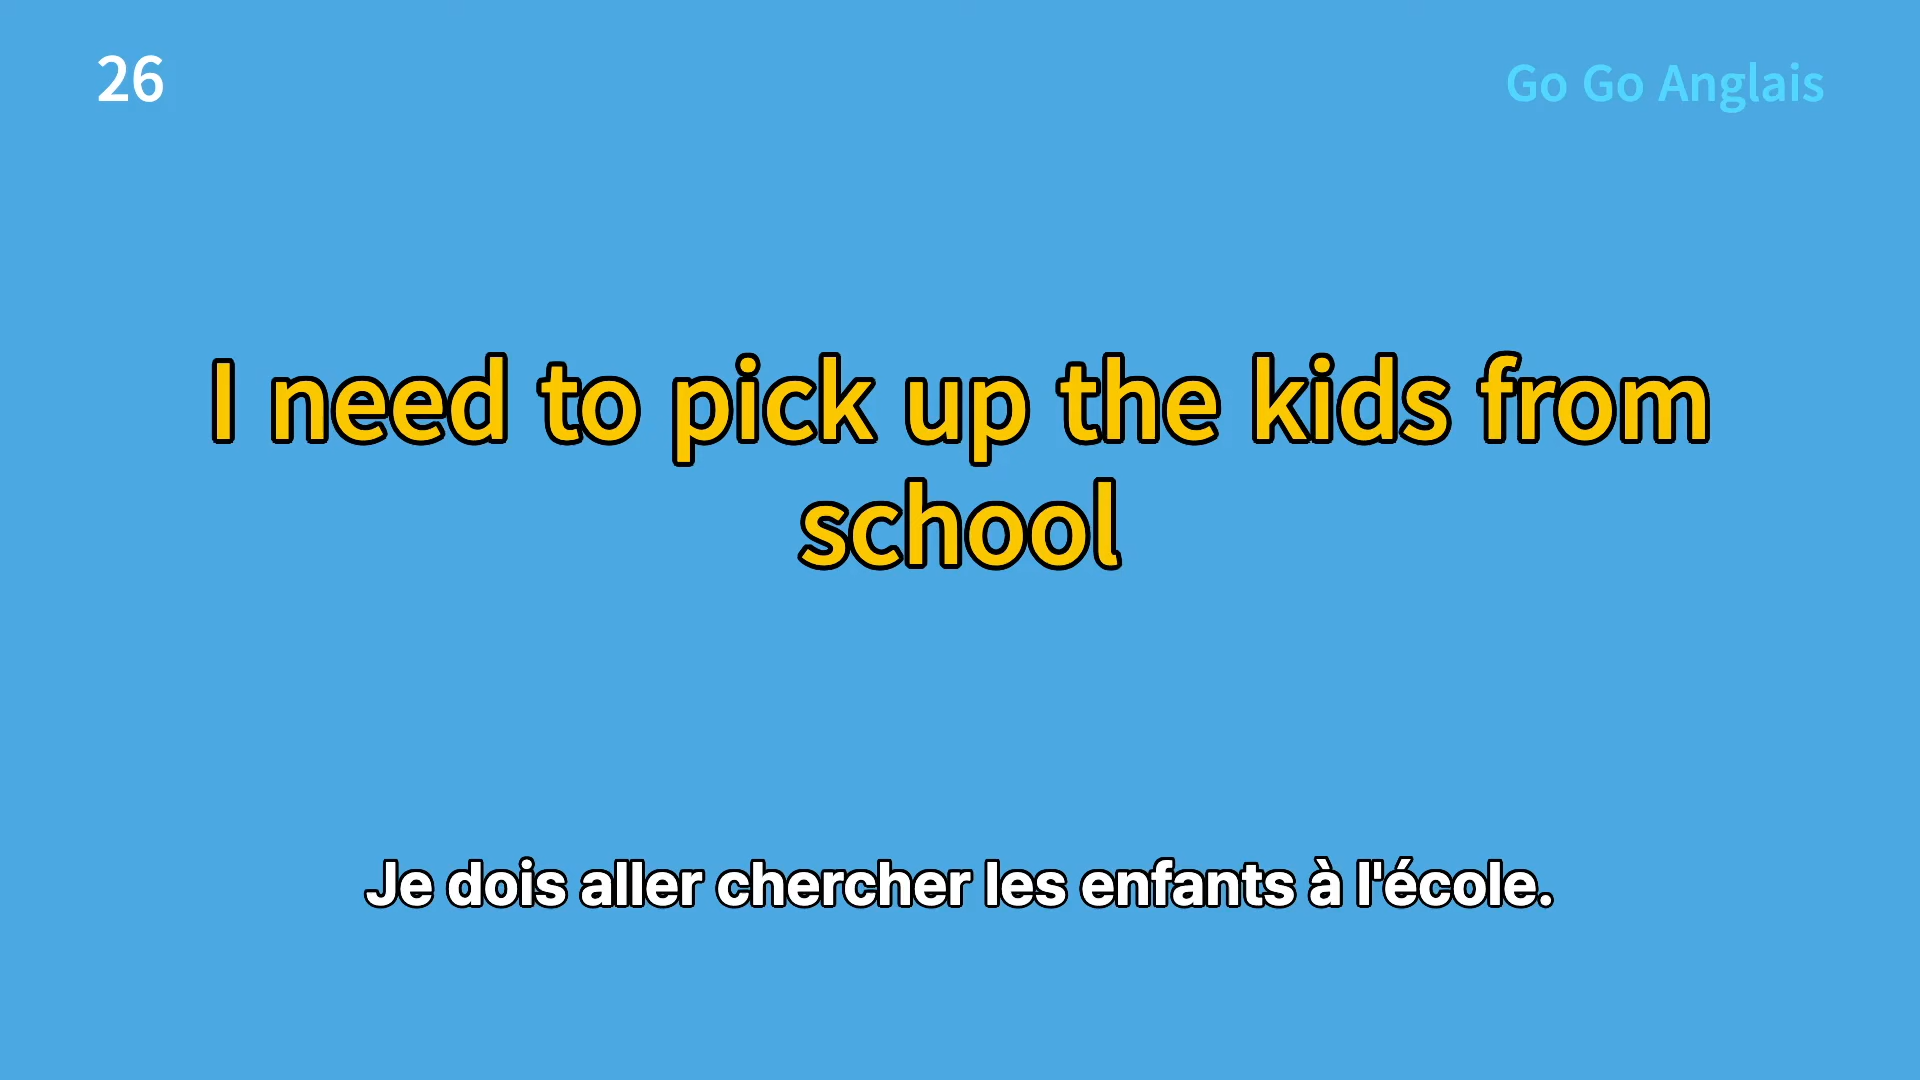 26
Go Go Anglais
I need to pick up the kids from
school
Je dois aller chercher les enfants à l'école.